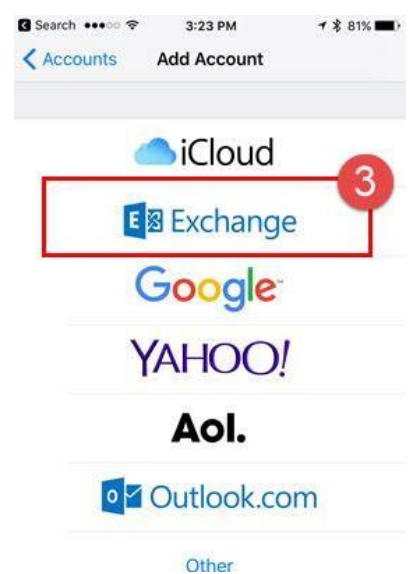 Search 3:23 PM 81%
Accounts Add Account
iCloud
3
E Exchange
Google
YAHOO!
Aol.
o Outlook.com
Other